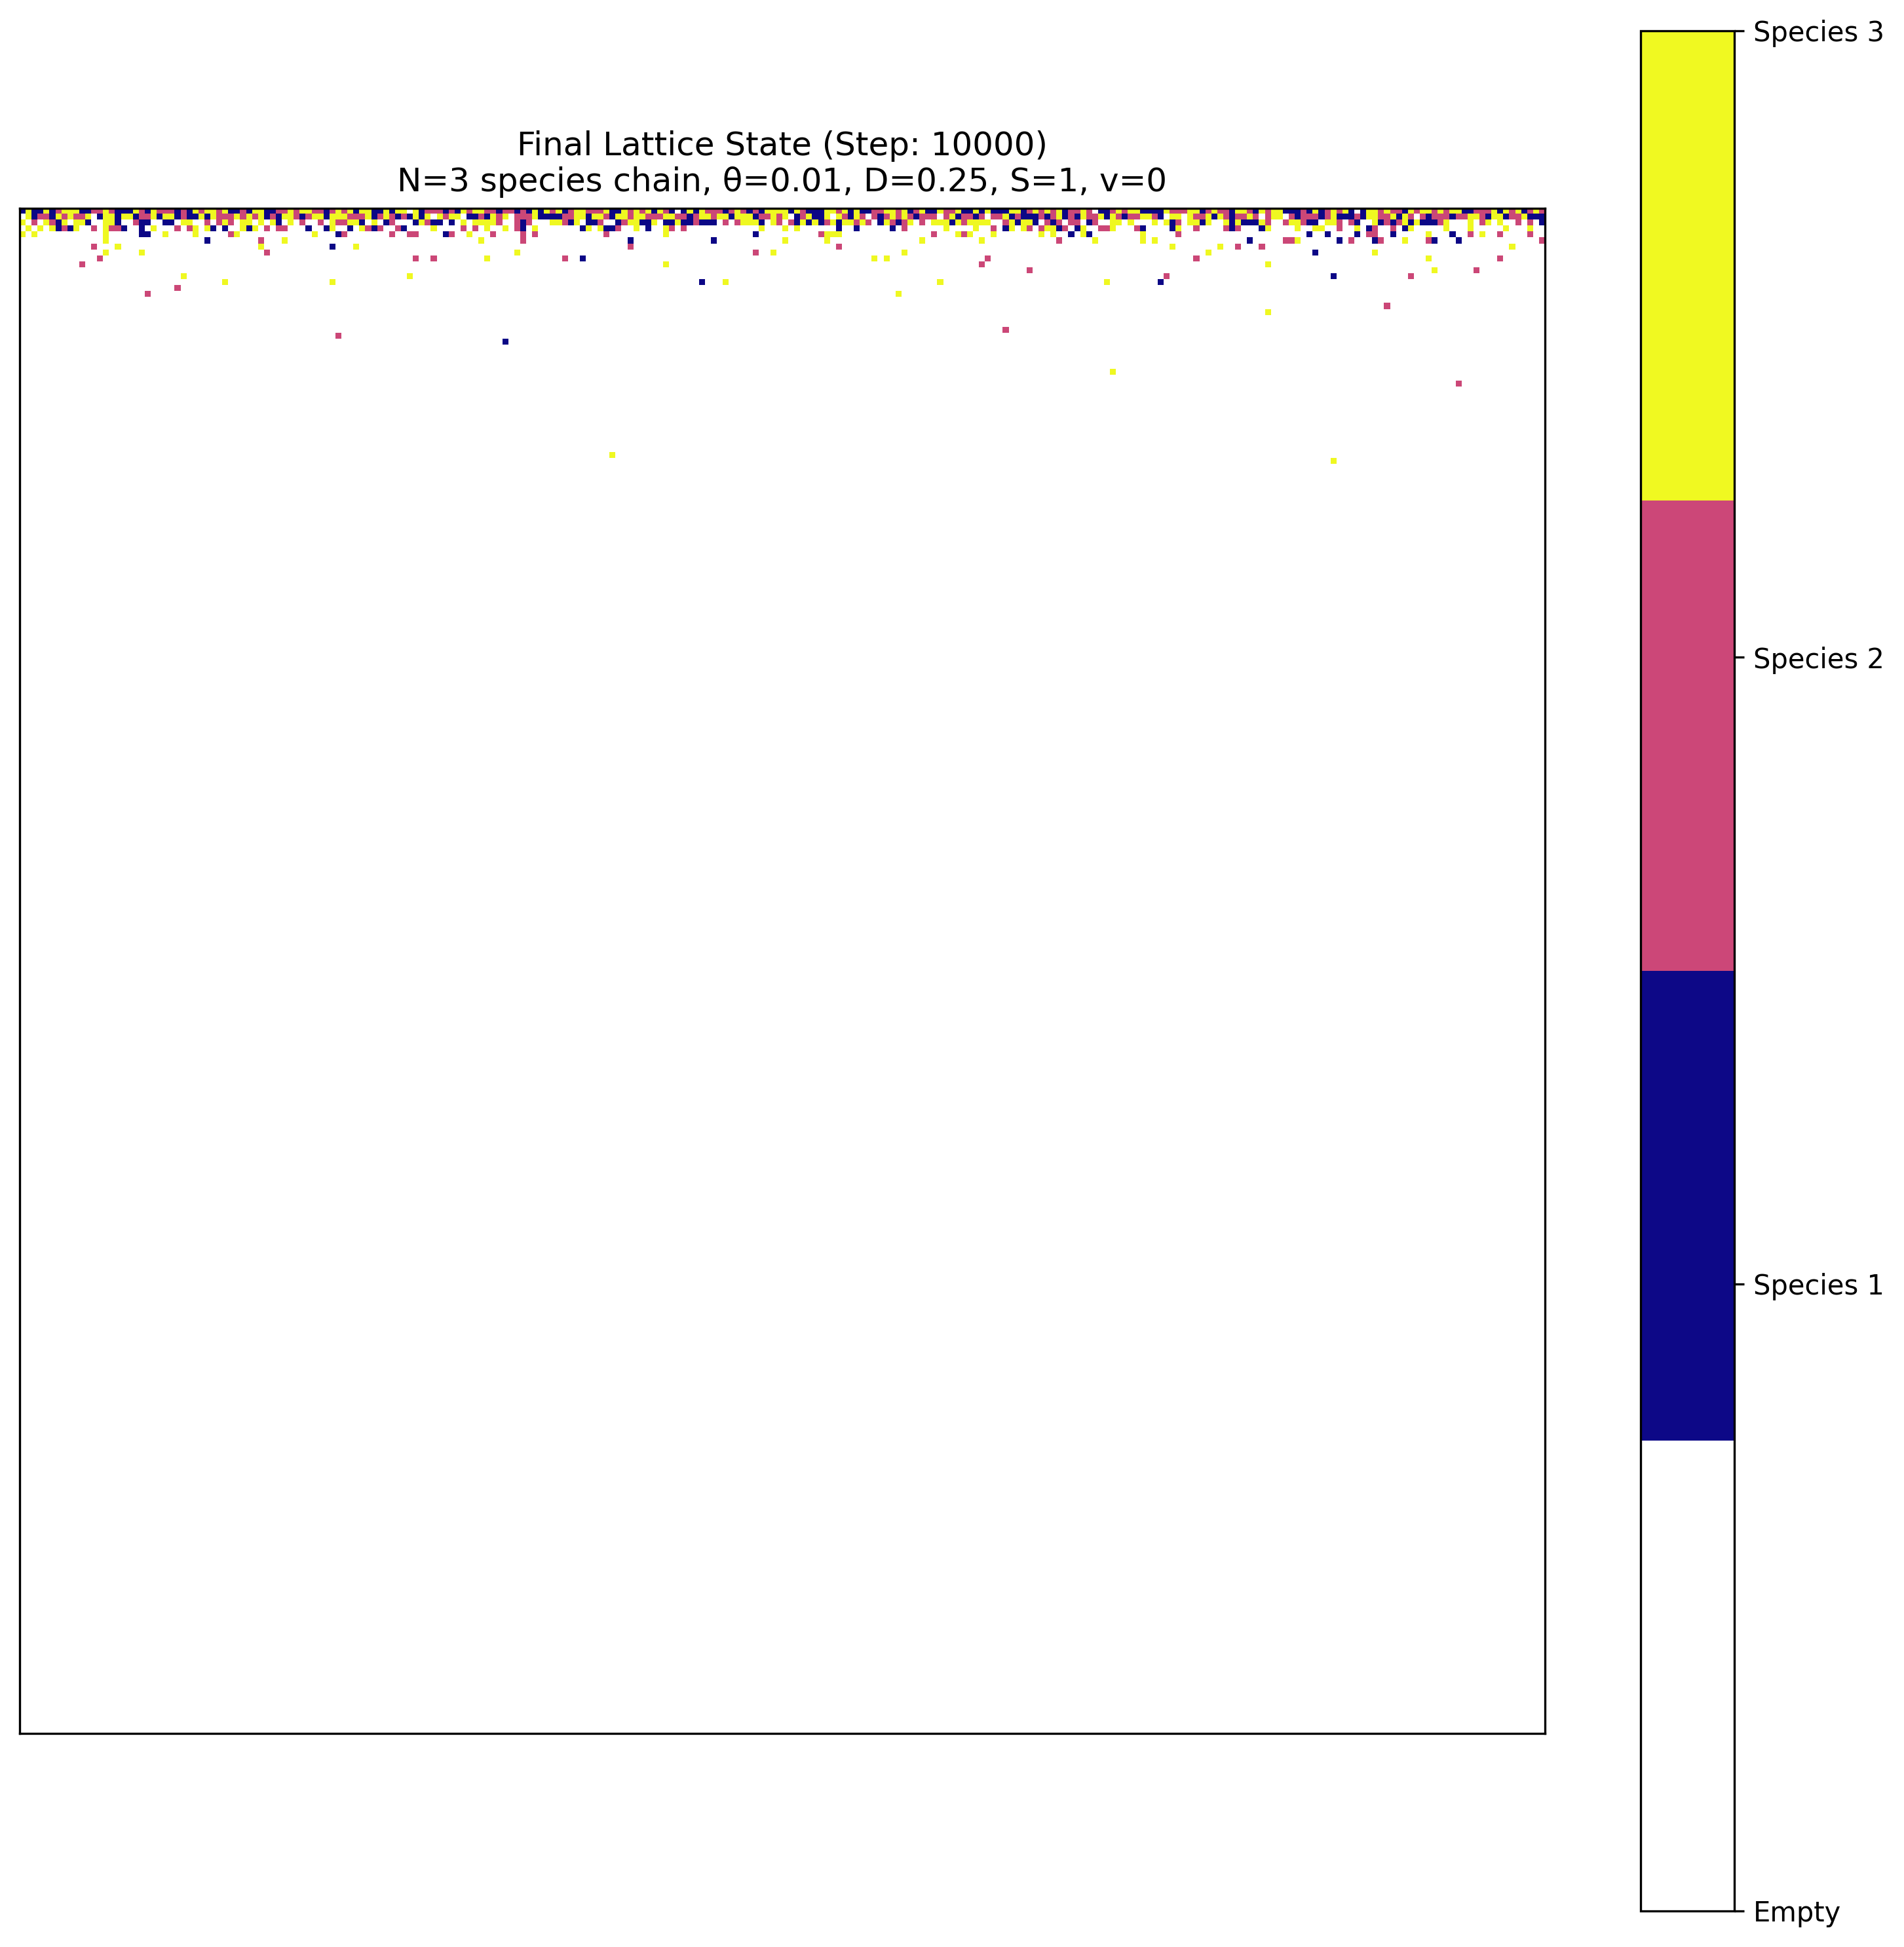 Final Lattice State (Step: 10000)
N=3 species chain, θ=0.01, D=0.25, S=1, v=0
Species 3
Species 2
Species 1
Empty